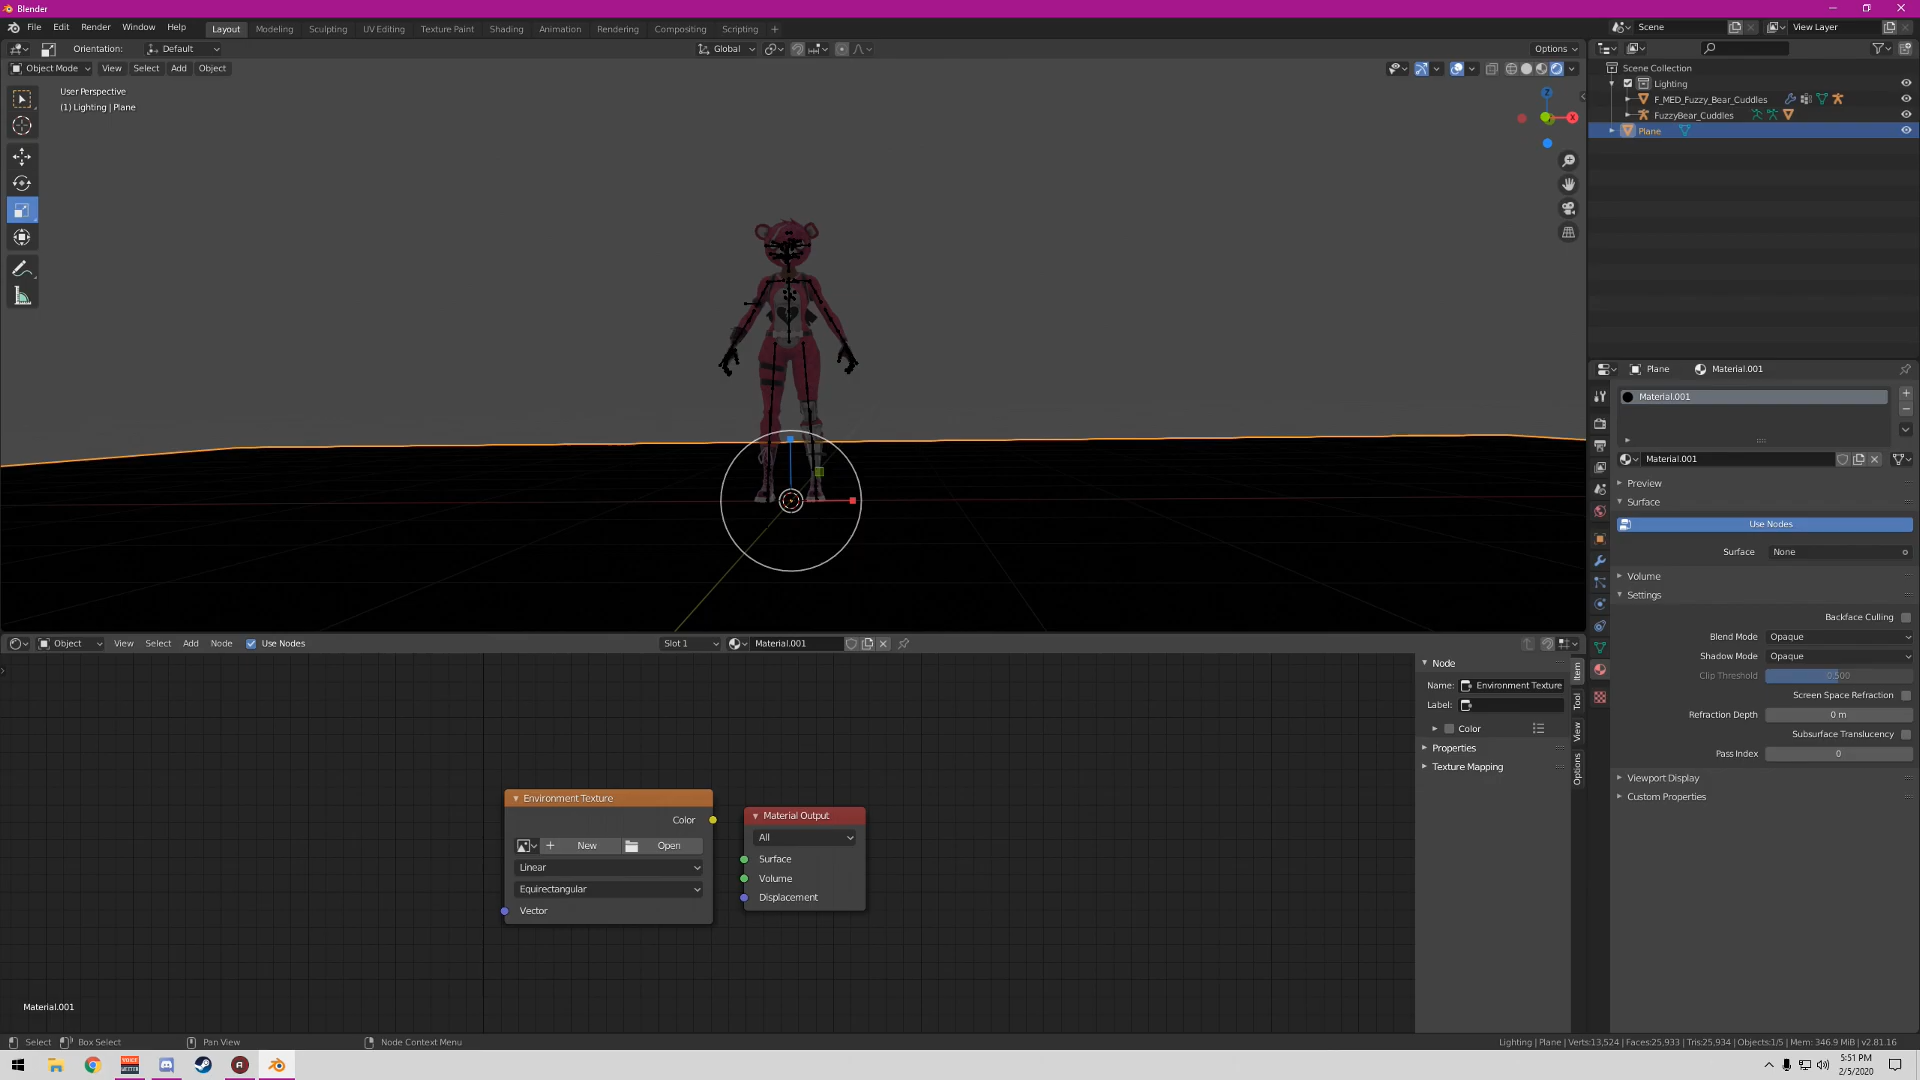 Blender
File Edit Render Window Help Layout Modeling Sculpting UV Editing Texture Paint Shading Animation Rendering Compositing Scripting + Scene View Layer
Orientation: Default Global Options
Object Mode View Select Add Object
User Perspective
(1) Lighting | Plane
Z
X
Scene Collection
Lighting
F_MED_Fuzzy_Bear_Cuddles
FuzzyBear_Cuddles
Plane
Plane Material.001
Material.001
Material.001
Preview
Surface
Use Nodes
Surface None
Volume
Settings
Backface Culling
Blend Mode Opaque
Shadow Mode Opaque
Clip Threshold 0.500
Screen Space Refraction
Refraction Depth 0 m
Subsurface Translucency
Pass Index 0
Viewport Display
Custom Properties
Object View Select Add Node Use Nodes Slot 1 Material.001
Node
Name: Environment Texture
Label:
Color
Properties
Texture Mapping
Item
Tool
View
Options
Environment Texture
Color
New Open
Linear
Equirectangular
Vector
Material Output
All
Surface
Volume
Displacement
Material.001
Select Box Select Pan View Node Context Menu Lighting | Plane | Verts:13,524 | Faces:25,933 | Tris:25,934 | Objects:1/5 | Mem: 346.9 MiB | v2.81.16
5:51 PM
2/5/2020